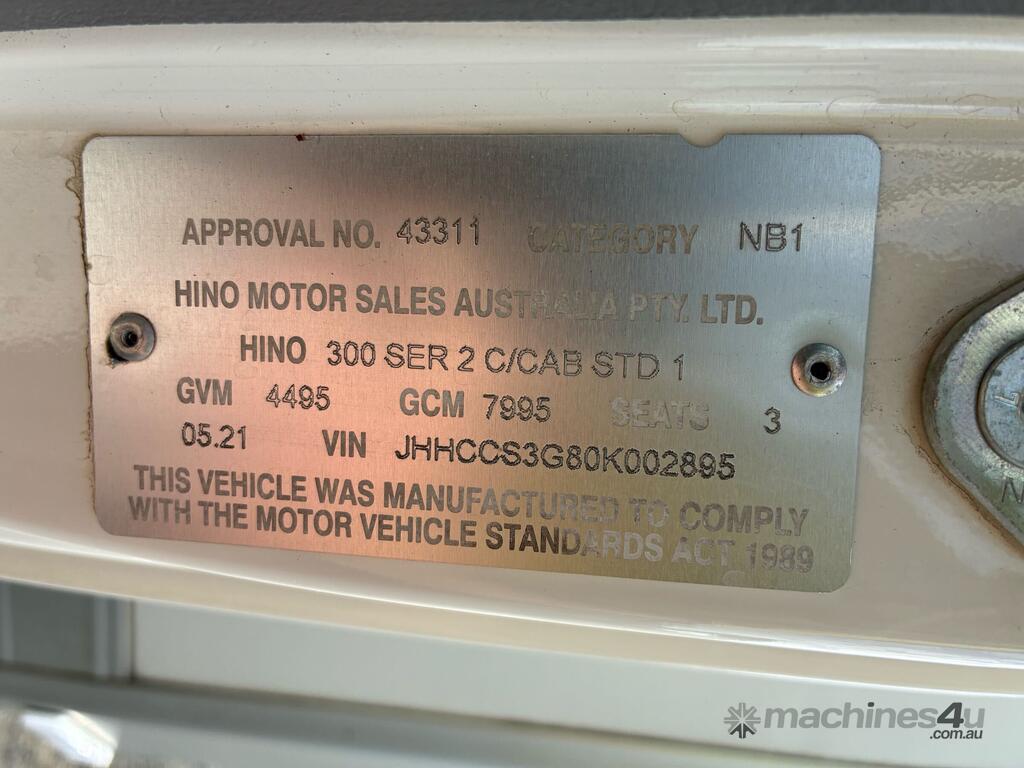 APPROVAL NO. 43311 CATEGORY NB1
HINO MOTOR SALES AUSTRALIA PTY. LTD.
HINO 300 SER 2 C/CAB STD 1
GVM 4495 GCM 7995 SEATS 3
05.21 VIN JHHCCS3G80K002895
THIS VEHICLE WAS MANUFACTURED TO COMPLY
WITH THE MOTOR VEHICLE STANDARDS ACT 1989
machines4u
.com.au